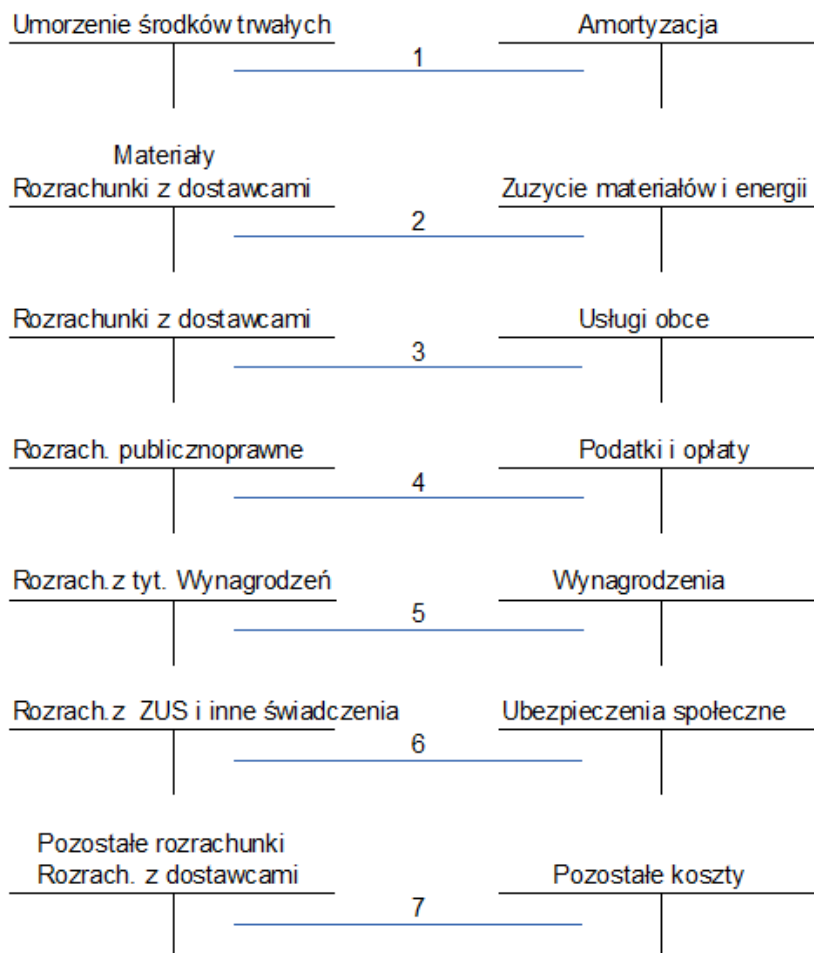 Umorzenie środków trwałych
Amortyzacja
1
Materiały
Rozrachunki z dostawcami
Zuzycie materiałów i energii
2
Rozrachunki z dostawcami
Usługi obce
3
Rozrach. publicznoprawne
Podatki i opłaty
4
Rozrach.z tyt. Wynagrodzeń
Wynagrodzenia
5
Rozrach.z ZUS i inne świadczenia
Ubezpieczenia społeczne
6
Pozostałe rozrachunki
Rozrach. z dostawcami
Pozostałe koszty
7